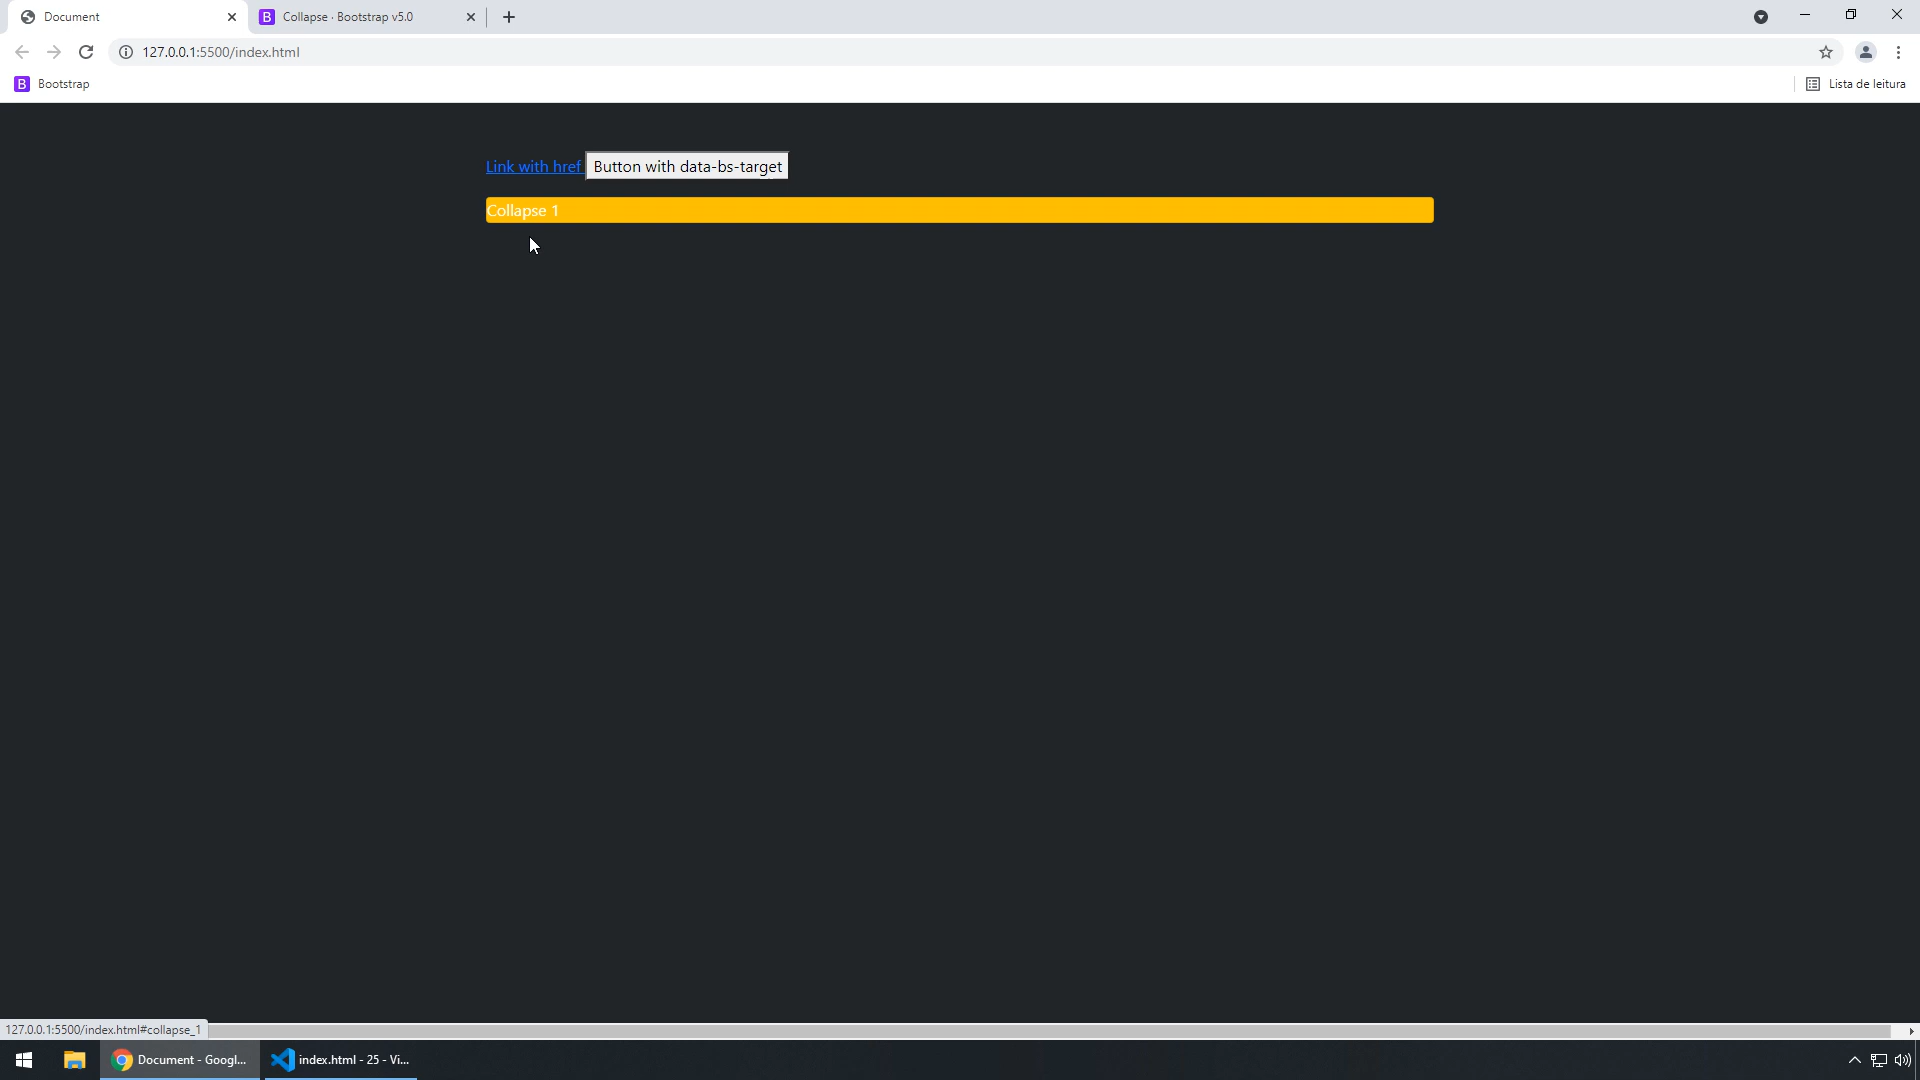 Document
B Collapse · Bootstrap v5.0
127.0.0.1:5500/index.html
B Bootstrap
Lista de leitura
Link with href Button with data-bs-target
Collapse 1
127.0.0.1:5500/index.html#collapse_1
Document - Googl...
index.html - 25 - Vi...